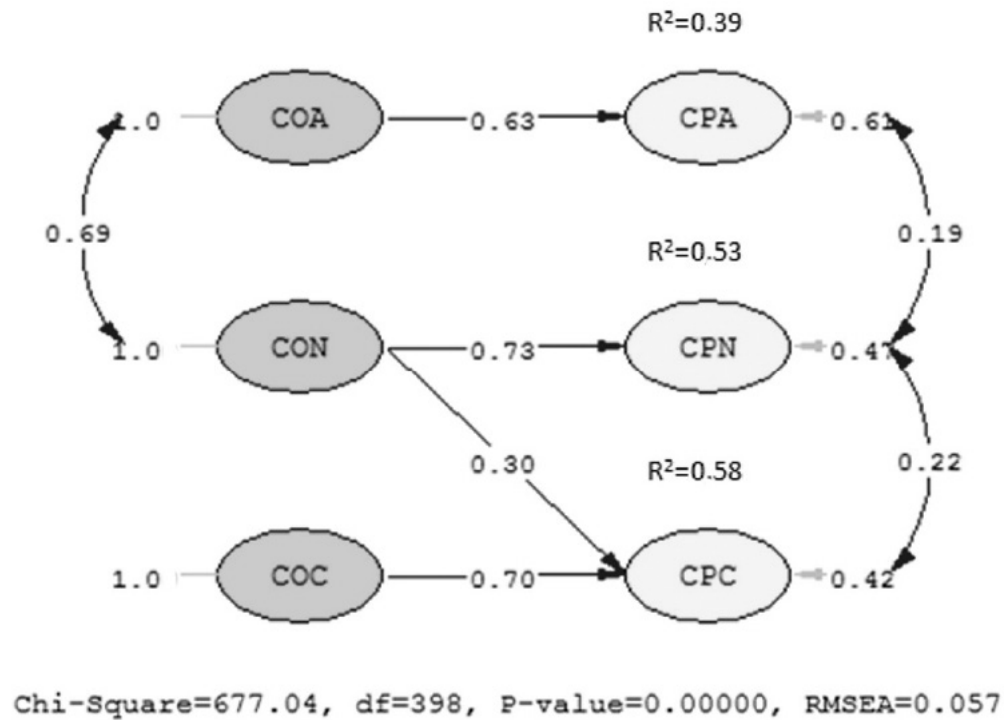 R²=0.39
1.0 COA 0.63 CPA 0.61
0.69 0.19
R²=0.53
1.0 CON 0.73 CPN 0.47
0.30 0.22
R²=0.58
1.0 COC 0.70 CPC 0.42
Chi-Square=677.04, df=398, P-value=0.00000, RMSEA=0.057